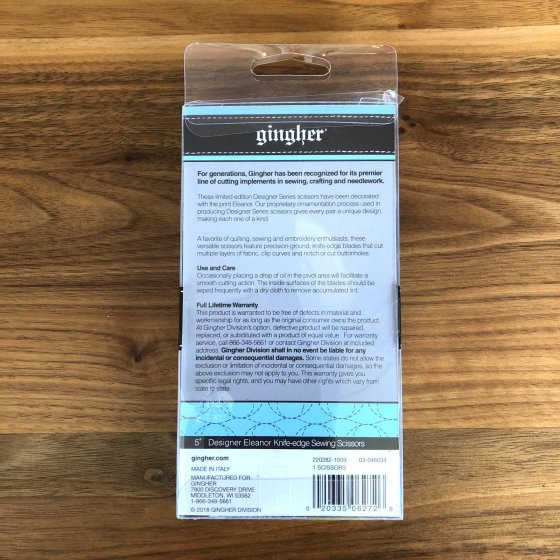 gingher®
For generations, Gingher has been recognized for its premier
line of cutting implements in sewing, crafting and needlework.
These limited edition Designer Series scissors have been decorated
with the print Eleanor. Our proprietary ornamentation process used in
producing Designer Series scissors gives every pair a unique design,
making each one of a kind.
A favorite of quilting, sewing and embroidery enthusiasts, these
versatile scissors feature precision-ground, knife-edge blades that cut
multiple layers of fabric, clip curves and notch or cut buttonholes.
Use and Care
Occasionally placing a drop of oil in the pivot area will facilitate a
smooth cutting action. The inside surfaces of the blades should be
wiped frequently with a dry cloth to remove accumulated lint.
Full Lifetime Warranty
This product is warranted to be free of defects in material and
workmanship for as long as the original consumer owns the product.
At Gingher Division's option, defective product will be repaired,
replaced, or substituted with a product of equal value. For warranty
service, call 866-348-5661 or contact Gingher Division at included
address. Gingher Division shall in no event be liable for any
incidental or consequential damages. Some states do not allow the
exclusion or limitation of incidental or consequential damages, so the
above exclusion may not apply to you. This warranty gives you
specific legal rights, and you may have other rights which vary from
state to state.
5" Designer Eleanor Knife-edge Sewing Scissors
gingher.com
220282-1009 03-046034
MADE IN ITALY
1 SCISSORS
MANUFACTURED FOR:
GINGHER
7800 DISCOVERY DRIVE
MIDDLETON, WI 53562
1-866-348-5661
© 2018 GINGHER DIVISION
0 20335 06272 6